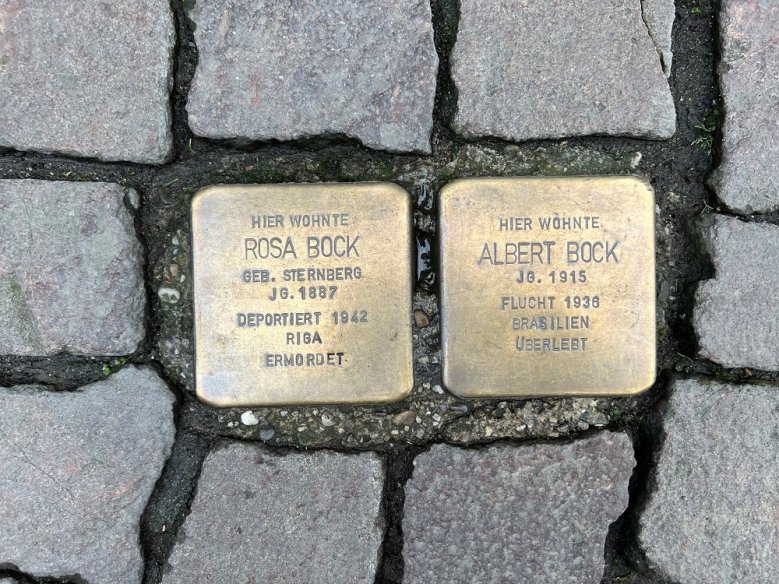 HIER WOHNTE
ROSA BOCK
GEB. STERNBERG
JG. 1887
DEPORTIERT 1942
RIGA
ERMORDET
HIER WOHNTE
ALBERT BOCK
JG. 1915
FLUCHT 1936
BRASILIEN
ÜBERLEBT